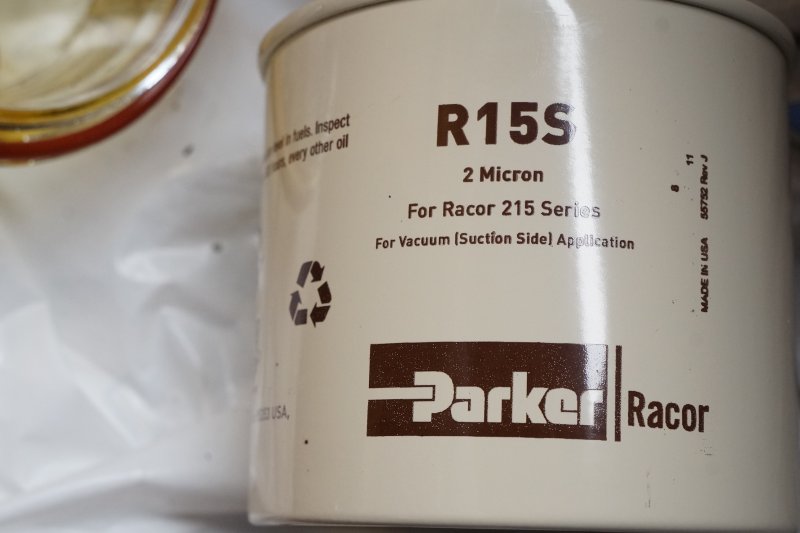 in fuels. Inspect
every other oil
R15S
2 Micron
For Racor 215 Series
For Vacuum (Suction Side) Application
MADE IN USA 55752 Rev J
8 11
USA,
Parker Racor